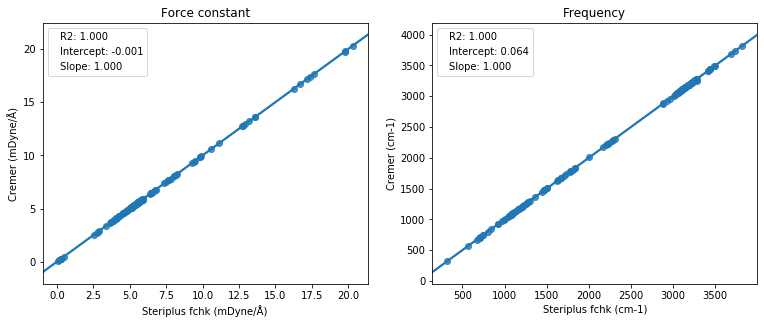 Force constant
R2: 1.000
Intercept: -0.001
Slope: 1.000
Cremer (mDyne/Å)
20
15
10
5
0
0.0 2.5 5.0 7.5 10.0 12.5 15.0 17.5 20.0
Steriplus fchk (mDyne/Å)
Frequency
R2: 1.000
Intercept: 0.064
Slope: 1.000
Cremer (cm-1)
4000
3500
3000
2500
2000
1500
1000
500
0
500 1000 1500 2000 2500 3000 3500
Steriplus fchk (cm-1)